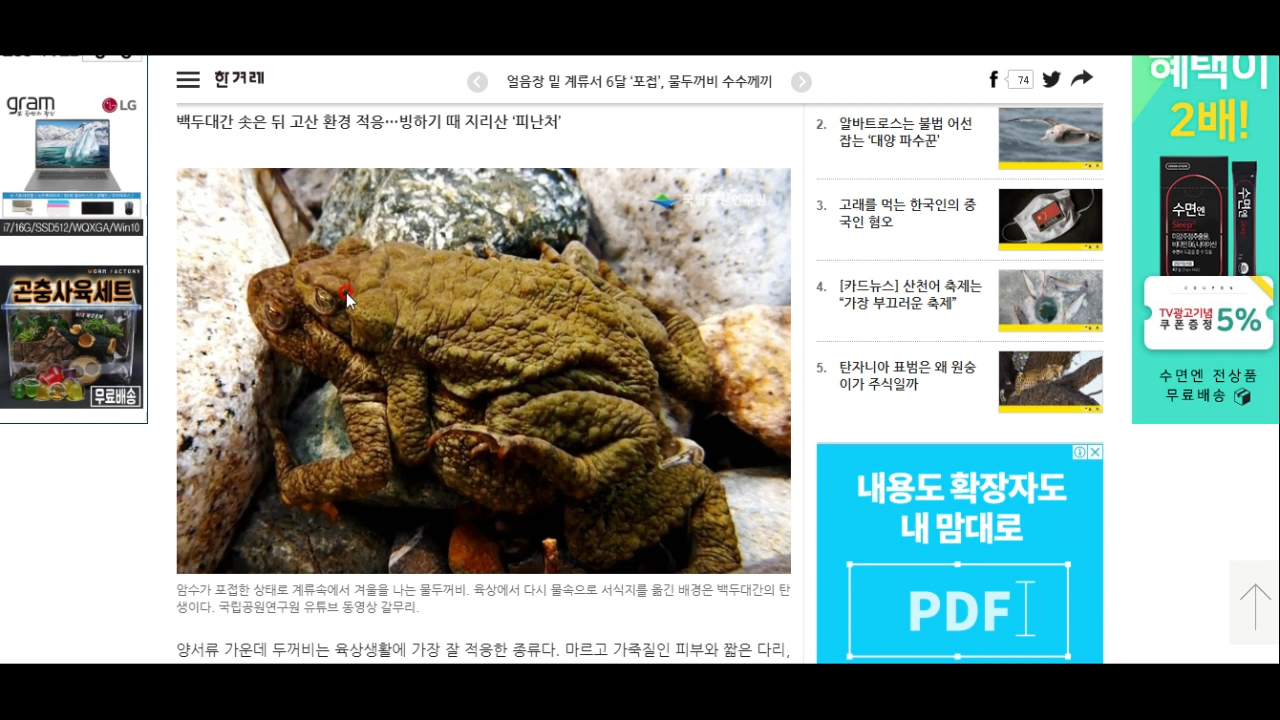 한겨레
얼음장 밑 계류서 6달 ‘포접’, 물두꺼비 수수께끼
74
백두대간 솟은 뒤 고산 환경 적응…빙하기 때 지리산 ‘피난처’
암수가 포접한 상태로 계류속에서 겨울을 나는 물두꺼비. 육상에서 다시 물속으로 서식지를 옮긴 배경은 백두대간의 탄
생이다. 국립공원연구원 유튜브 동영상 갈무리.
양서류 가운데 두꺼비는 육상생활에 가장 잘 적응한 종류다. 마르고 가죽질인 피부와 짧은 다리,
2. 알바트로스는 불법 어선
잡는 ‘대양 파수꾼’
3. 고래를 먹는 한국인의 중
국인 혐오
4. [카드뉴스] 산천어 축제는
“가장 부끄러운 축제”
5. 탄자니아 표범은 왜 원숭
이가 주식일까
내용도 확장자도
내 맘대로
PDF
gram
LG
i7/16G/SSD512/WQXGA/Win10
WORM FACTORY
곤충사육세트
무료배송
혜택이
2배!
수면엔
Sleep
수면엔
COUPON
TV광고기념
쿠폰증정 5%
수면엔 전상품
무료배송